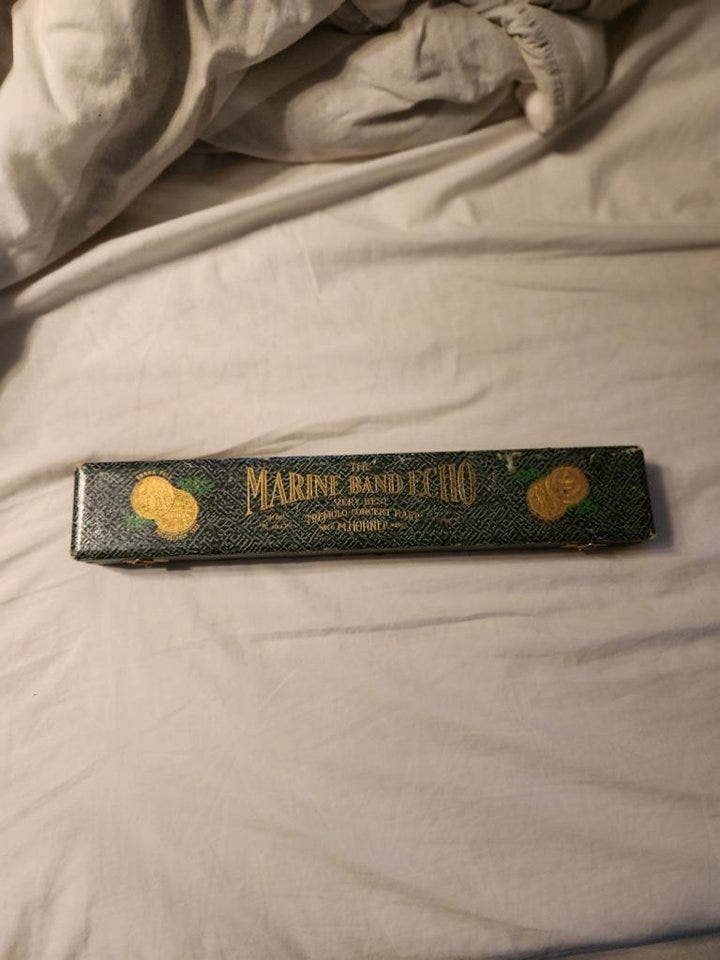 THE
MARINE BAND ECHO
VERY BEST
TREMOLO CONCERT HARP
M. HOHNER